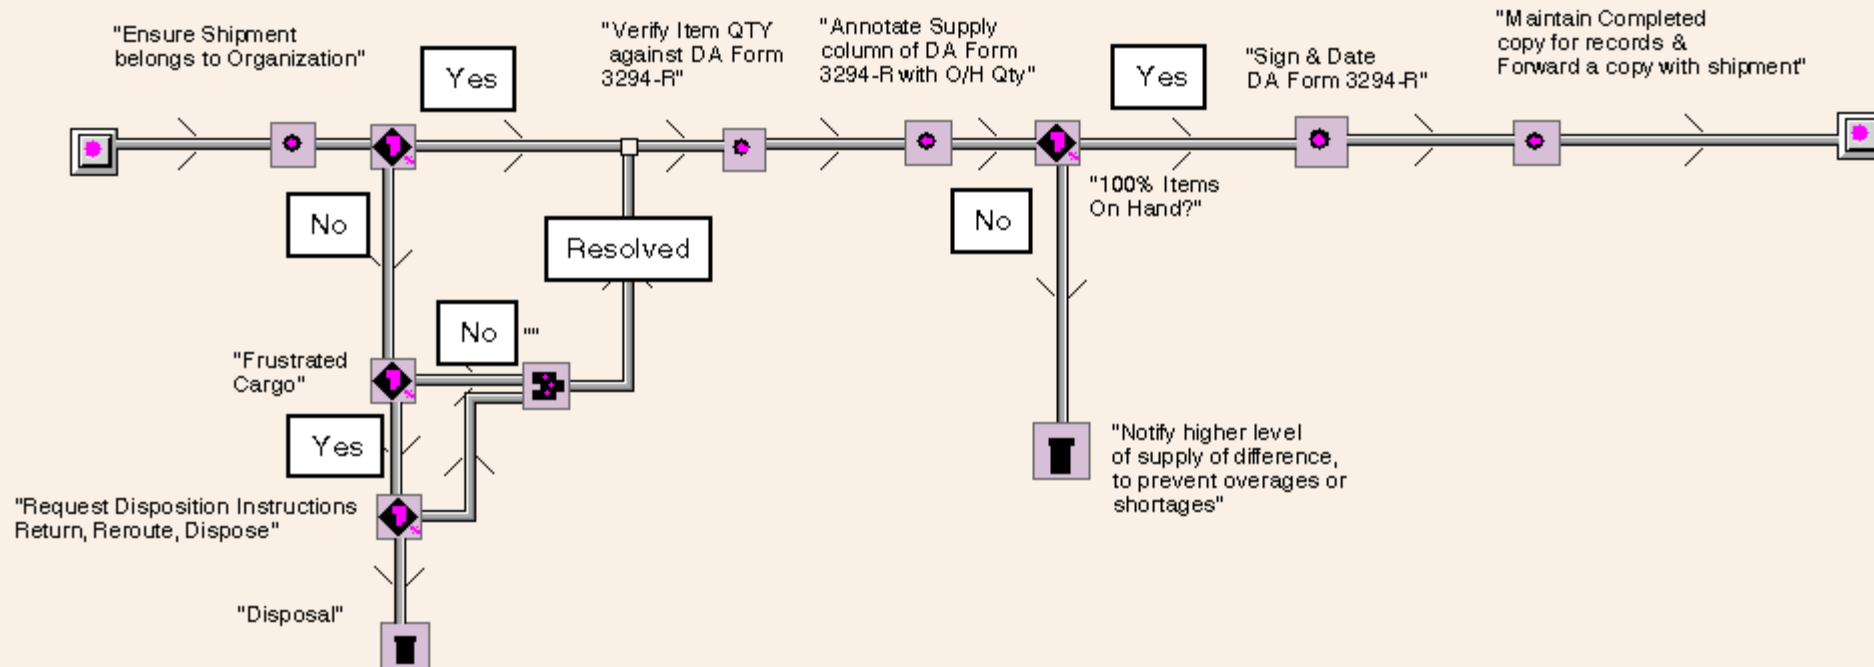 "Ensure Shipment
belongs to Organization"
Yes
"Verify Item QTY
against DA Form
3294-R"
"Annotate Supply
column of DA Form
3294-R with O/H Qty"
Yes
"Sign & Date
DA Form 3294-R"
"Maintain Completed
copy for records &
Forward a copy with shipment"
No
Resolved
No
"100% Items
On Hand?"
No
""
"Frustrated
Cargo"
Yes
"Request Disposition Instructions
Return, Reroute, Dispose"
"Notify higher level
of supply of difference,
to prevent overages or
shortages"
"Disposal"